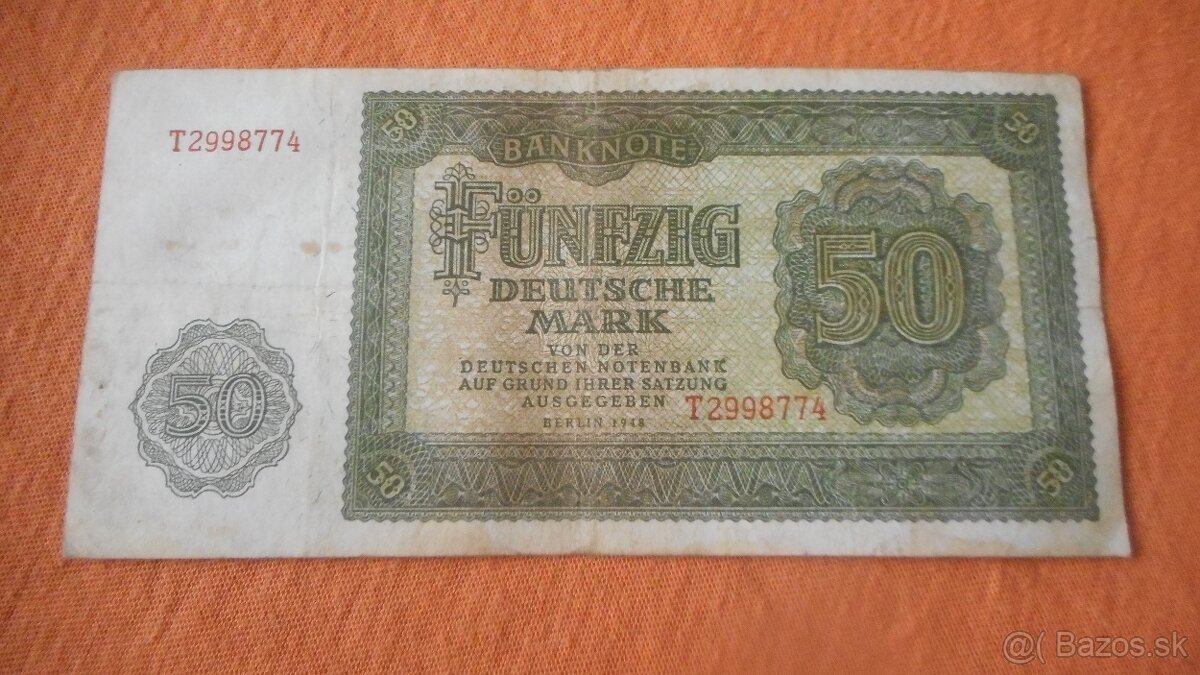 50
50
BANKNOTE
T2998774
FÜNFZIG
DEUTSCHE
MARK
50
VON DER
DEUTSCHEN NOTENBANK
AUF GRUND IHRER SATZUNG
AUSGEGEBEN
T2998774
BERLIN 1948
50
50
50
@( Bazos.sk